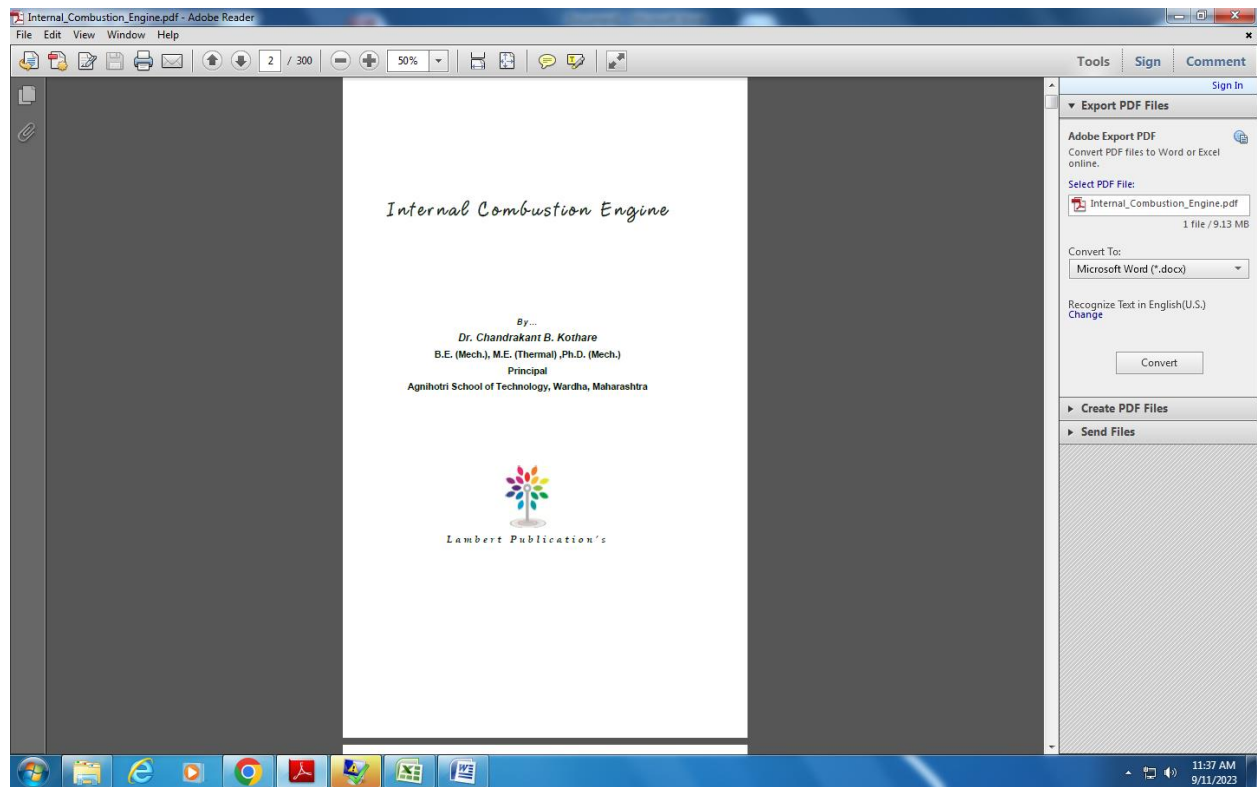 Internal_Combustion_Engine.pdf - Adobe Reader
File Edit View Window Help
2 / 300 50% Tools Sign Comment
Sign In
Export PDF Files
Adobe Export PDF
Convert PDF files to Word or Excel
online.
Select PDF File:
Internal_Combustion_Engine.pdf
1 file / 9.13 MB
Convert To:
Microsoft Word (*.docx)
Recognize Text in English(U.S.)
Change
Convert
Create PDF Files
Send Files
Internal Combustion Engine
By...
Dr. Chandrakant B. Kothare
B.E. (Mech.), M.E. (Thermal) ,Ph.D. (Mech.)
Principal
Agnihotri School of Technology, Wardha, Maharashtra
Lambert Publication's
11:37 AM
9/11/2023